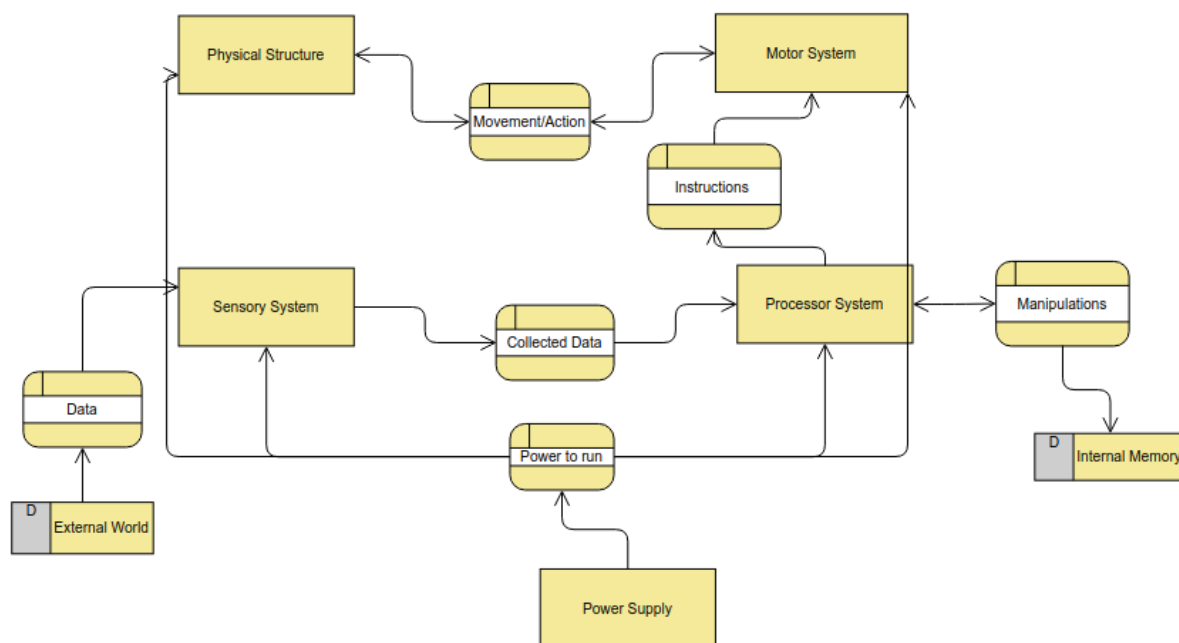 Physical Structure
Motor System
Movement/Action
Instructions
Sensory System
Processor System
Manipulations
Collected Data
Data
Power to run
D
Internal Memory
D
External World
Power Supply